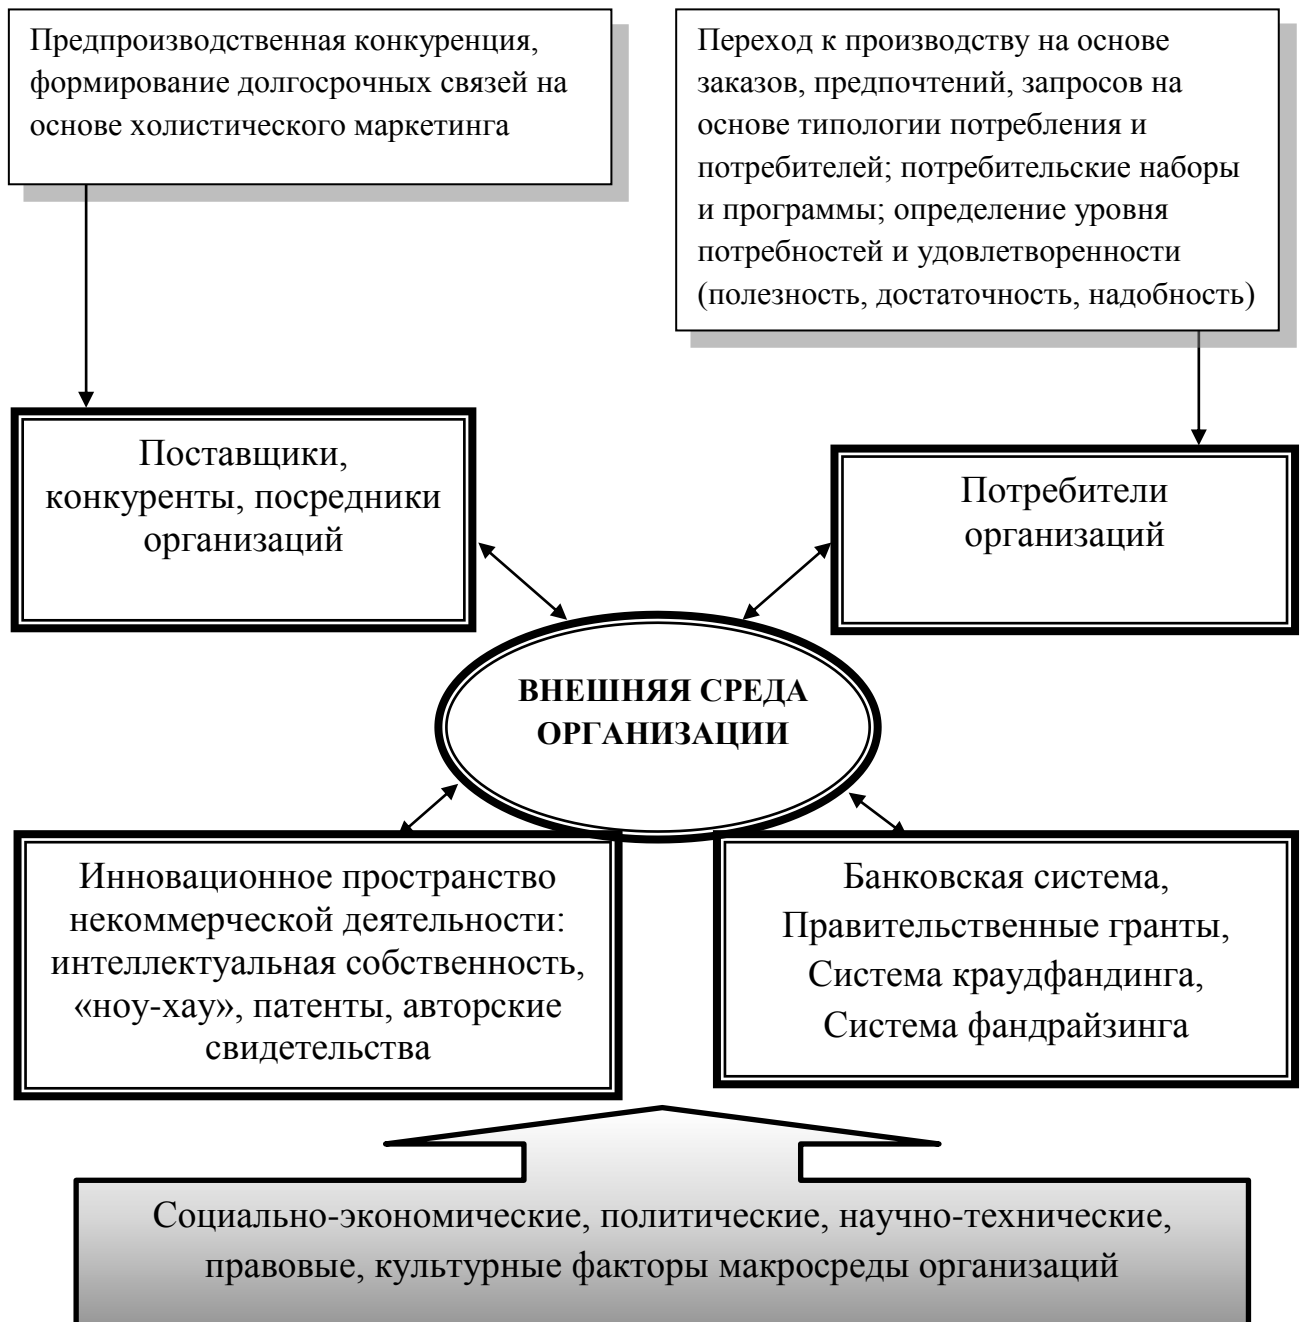 Предпроизводственная конкуренция,
формирование долгосрочных связей на
основе холистического маркетинга
Переход к производству на основе
заказов, предпочтений, запросов на
основе типологии потребления и
потребителей; потребительские наборы
и программы; определение уровня
потребностей и удовлетворенности
(полезность, достаточность, надобность)
Поставщики,
конкуренты, посредники
организаций
Потребители
организаций
ВНЕШНЯЯ СРЕДА
ОРГАНИЗАЦИИ
Инновационное пространство
некоммерческой деятельности:
интеллектуальная собственность,
«ноу-хау», патенты, авторские
свидетельства
Банковская система,
Правительственные гранты,
Система краудфандинга,
Система фандрайзинга
Социально-экономические, политические, научно-технические,
правовые, культурные факторы макросреды организаций